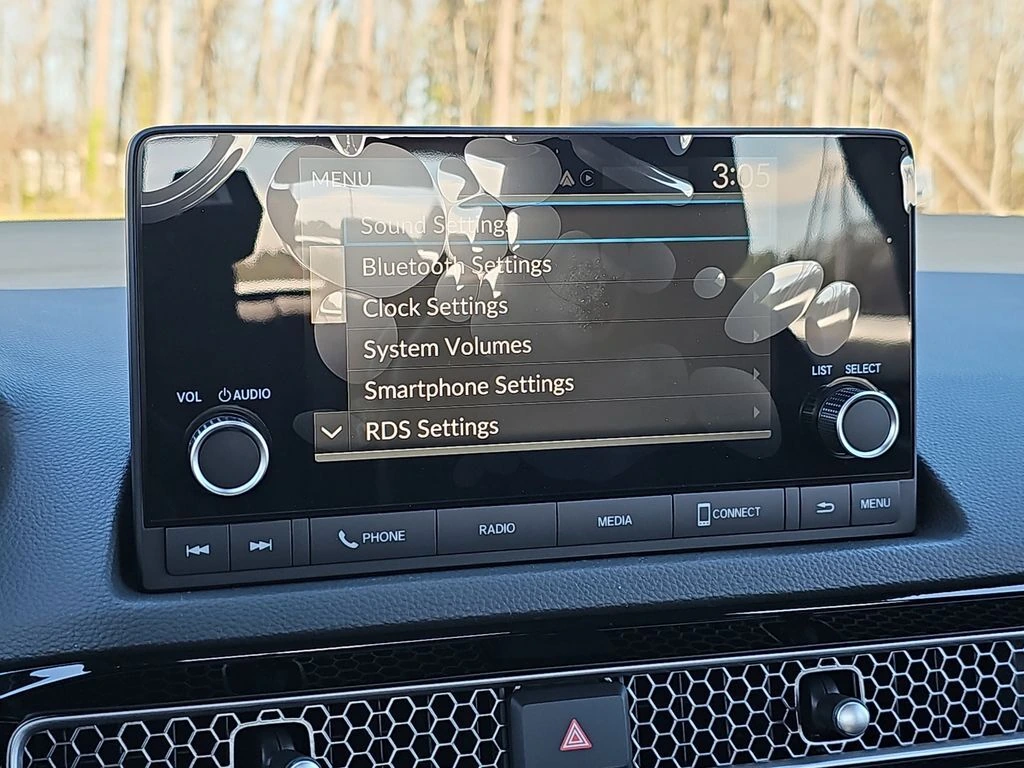 MENU 3:05
Sound Settings
Bluetooth Settings
Clock Settings
System Volumes
Smartphone Settings
RDS Settings
VOL AUDIO
LIST SELECT
PHONE RADIO MEDIA CONNECT MENU